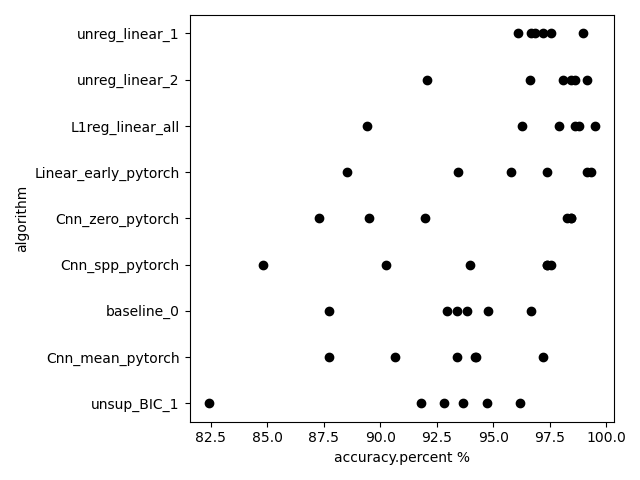 unreg_linear_1
unreg_linear_2
L1reg_linear_all
Linear_early_pytorch
Cnn_zero_pytorch
Cnn_spp_pytorch
baseline_0
Cnn_mean_pytorch
unsup_BIC_1
algorithm
82.5 85.0 87.5 90.0 92.5 95.0 97.5 100.0
accuracy.percent %